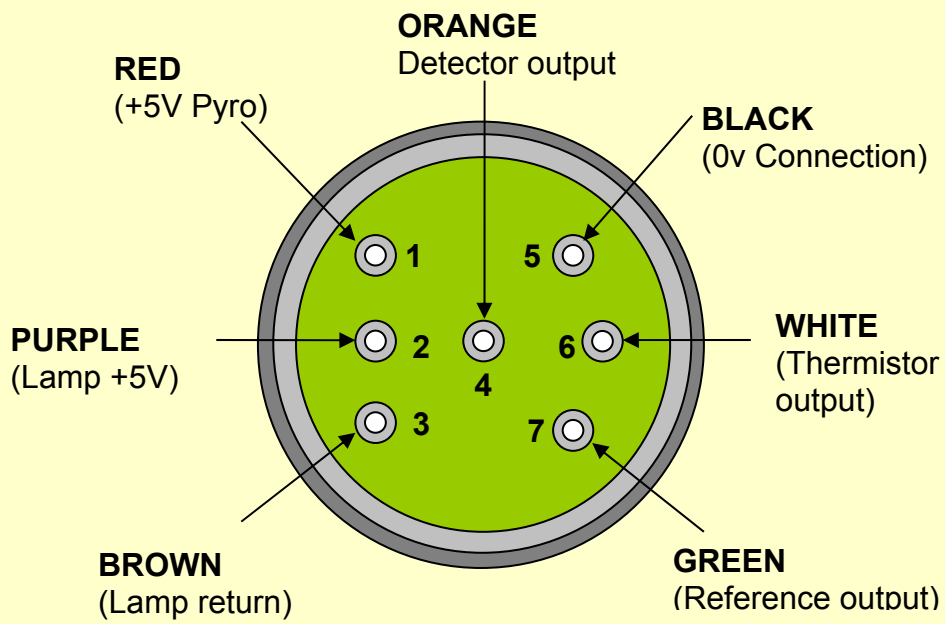 ORANGE
Detector output
RED
(+5V Pyro)
BLACK
(0v Connection)
1
5
PURPLE
(Lamp +5V)
2
4
6
WHITE
(Thermistor
output)
3
7
BROWN
(Lamp return)
GREEN
(Reference output)